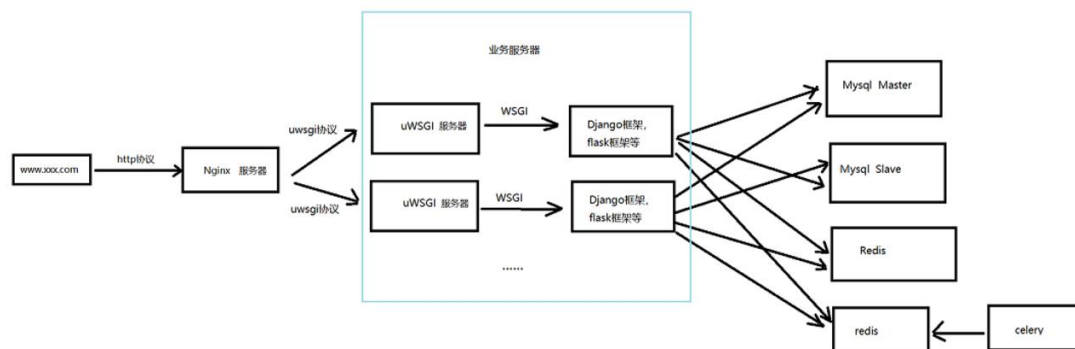 业务服务器
www.xxx.com
http协议
Nginx 服务器
uwsgi协议
uwsgi协议
uWSGI 服务器
WSGI
Django框架,
flask框架等
uWSGI 服务器
WSGI
Django框架,
flask框架等
......
Mysql Master
Mysql Slave
Redis
redis
celery